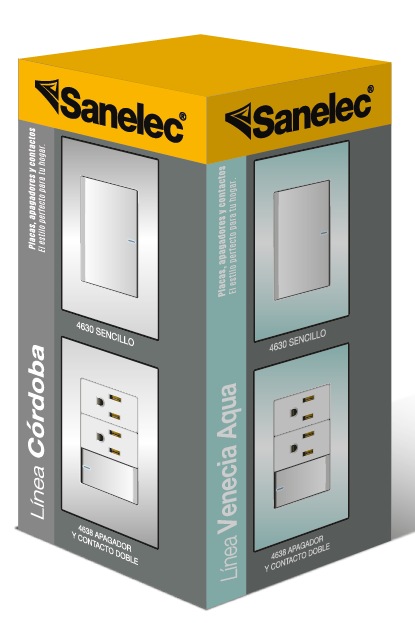 Sanelec®
Placas, apagadores y contactos
El estilo perfecto para tu hogar.
4630 SENCILLO
Línea Córdoba
4638 APAGADOR
Y CONTACTO DOBLE
Sanelec®
Placas, apagadores y contactos
El estilo perfecto para tu hogar.
4630 SENCILLO
Línea Venecia Aqua
4638 APAGADOR
Y CONTACTO DOBLE